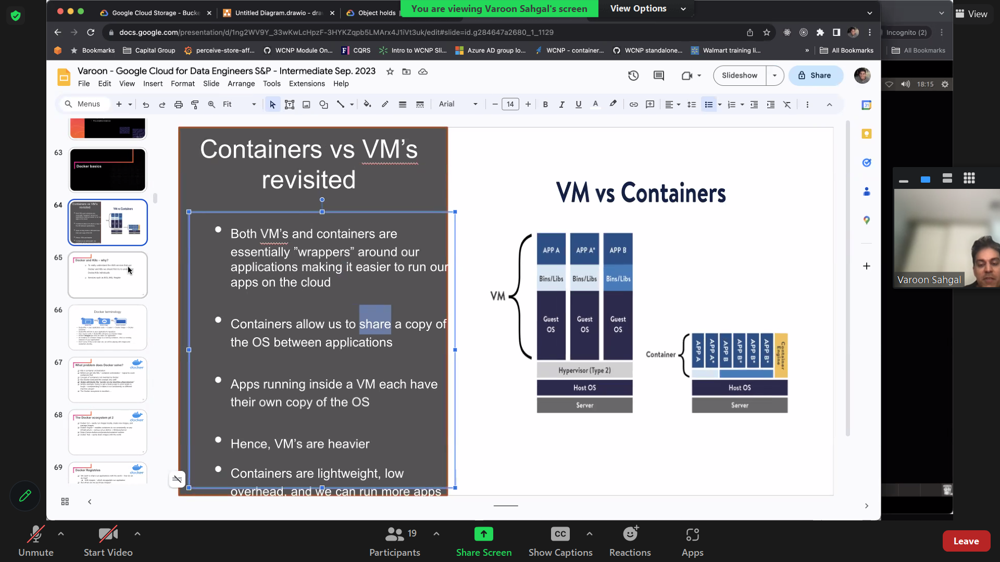 You are viewing Varoon Sahgal's screen
View Options
View
Google Cloud Storage - Bucke
Untitled Diagram.drawio - dra
Object holds
docs.google.com/presentation/d/1ng2WV9Y_33wKwLcHpzF-3HYKZqpb5LMArx4J1iVt3uk/edit#slide=id.g284647a2680_1_1129
Incognito (2)
Bookmarks
Capital Group
perceive-store-aff...
WCNP Module On...
CQRS
Intro to WCNP Sli...
Azure AD group lo...
WCNP - container...
WCNP standalone...
Walmart training li...
»
All Bookmarks
All Bookmarks
Varoon - Google Cloud for Data Engineers S&P - Intermediate Sep. 2023
File Edit View Insert Format Slide Arrange Tools Extensions Help
Slideshow
Share
18:15
Menus
Fit
Arial
14
63
Docker basics
64
Containers vs VM's
revisited
VM vs Containers
65
Docker and K8s – why?
66
Docker terminology
67
What problem does Docker solve?
docker
68
The Docker ecosystem pt 2
docker
69
Docker Registries
docker
Containers vs VM's
revisited
• Both VM's and containers are
essentially ”wrappers” around our
applications making it easier to run our
apps on the cloud
• Containers allow us to share a copy of
the OS between applications
• Apps running inside a VM each have
their own copy of the OS
• Hence, VM's are heavier
• Containers are lightweight, low
overhead, and we can run more apps
VM vs Containers
VM
APP A
APP A*
APP B
Bins/Libs
Bins/Libs
Bins/Libs
Guest
OS
Guest
OS
Guest
OS
Hypervisor (Type 2)
Host OS
Server
Container
APP A
APP A*
APP B
APP B*
APP B*
APP B*
Container
Engine
Host OS
Server
Varoon Sahgal
Unmute
Start Video
19
Participants
Share Screen
CC
Show Captions
Reactions
Apps
Leave